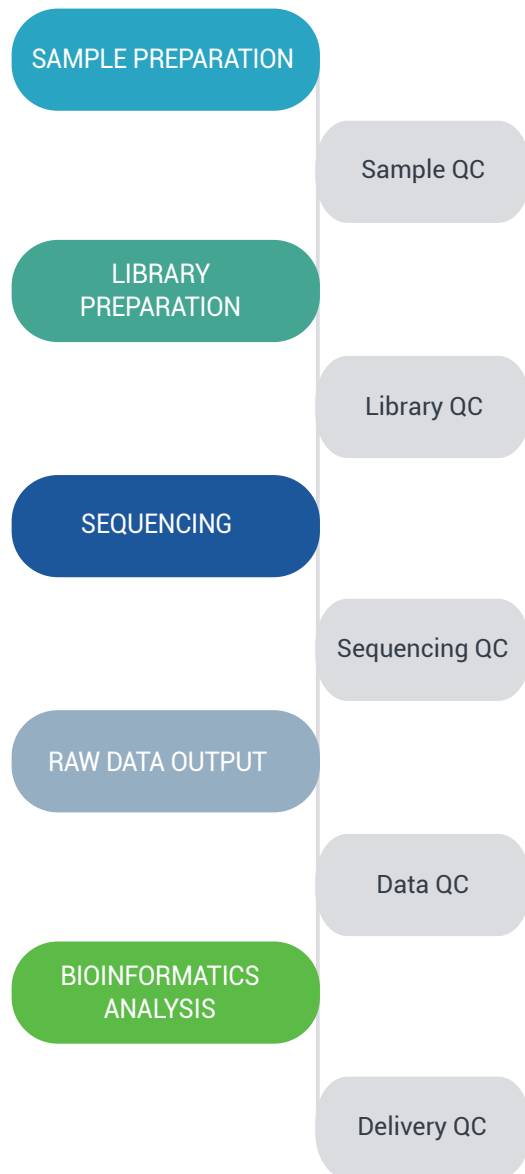 SAMPLE PREPARATION
Sample QC
LIBRARY
PREPARATION
Library QC
SEQUENCING
Sequencing QC
RAW DATA OUTPUT
Data QC
BIOINFORMATICS
ANALYSIS
Delivery QC